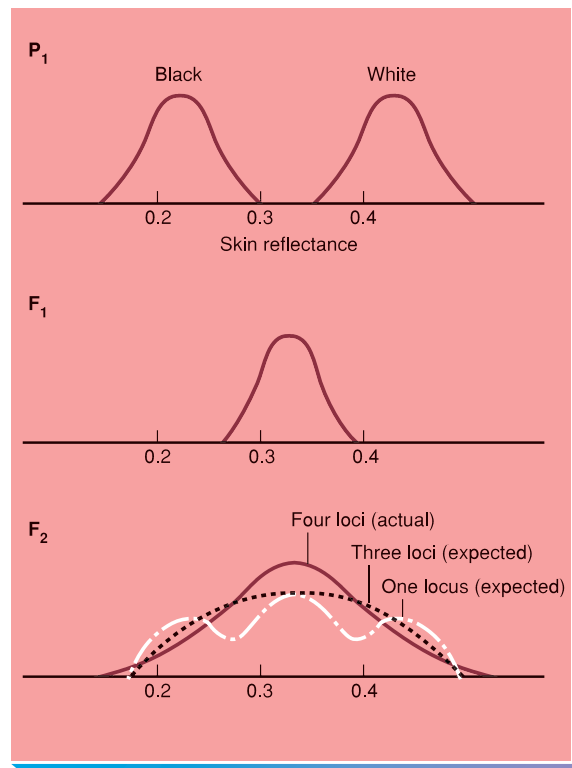 P1
Black White
0.2 0.3 0.4
Skin reflectance
F1
0.2 0.3 0.4
F2
Four loci (actual)
Three loci (expected)
One locus (expected)
0.2 0.3 0.4